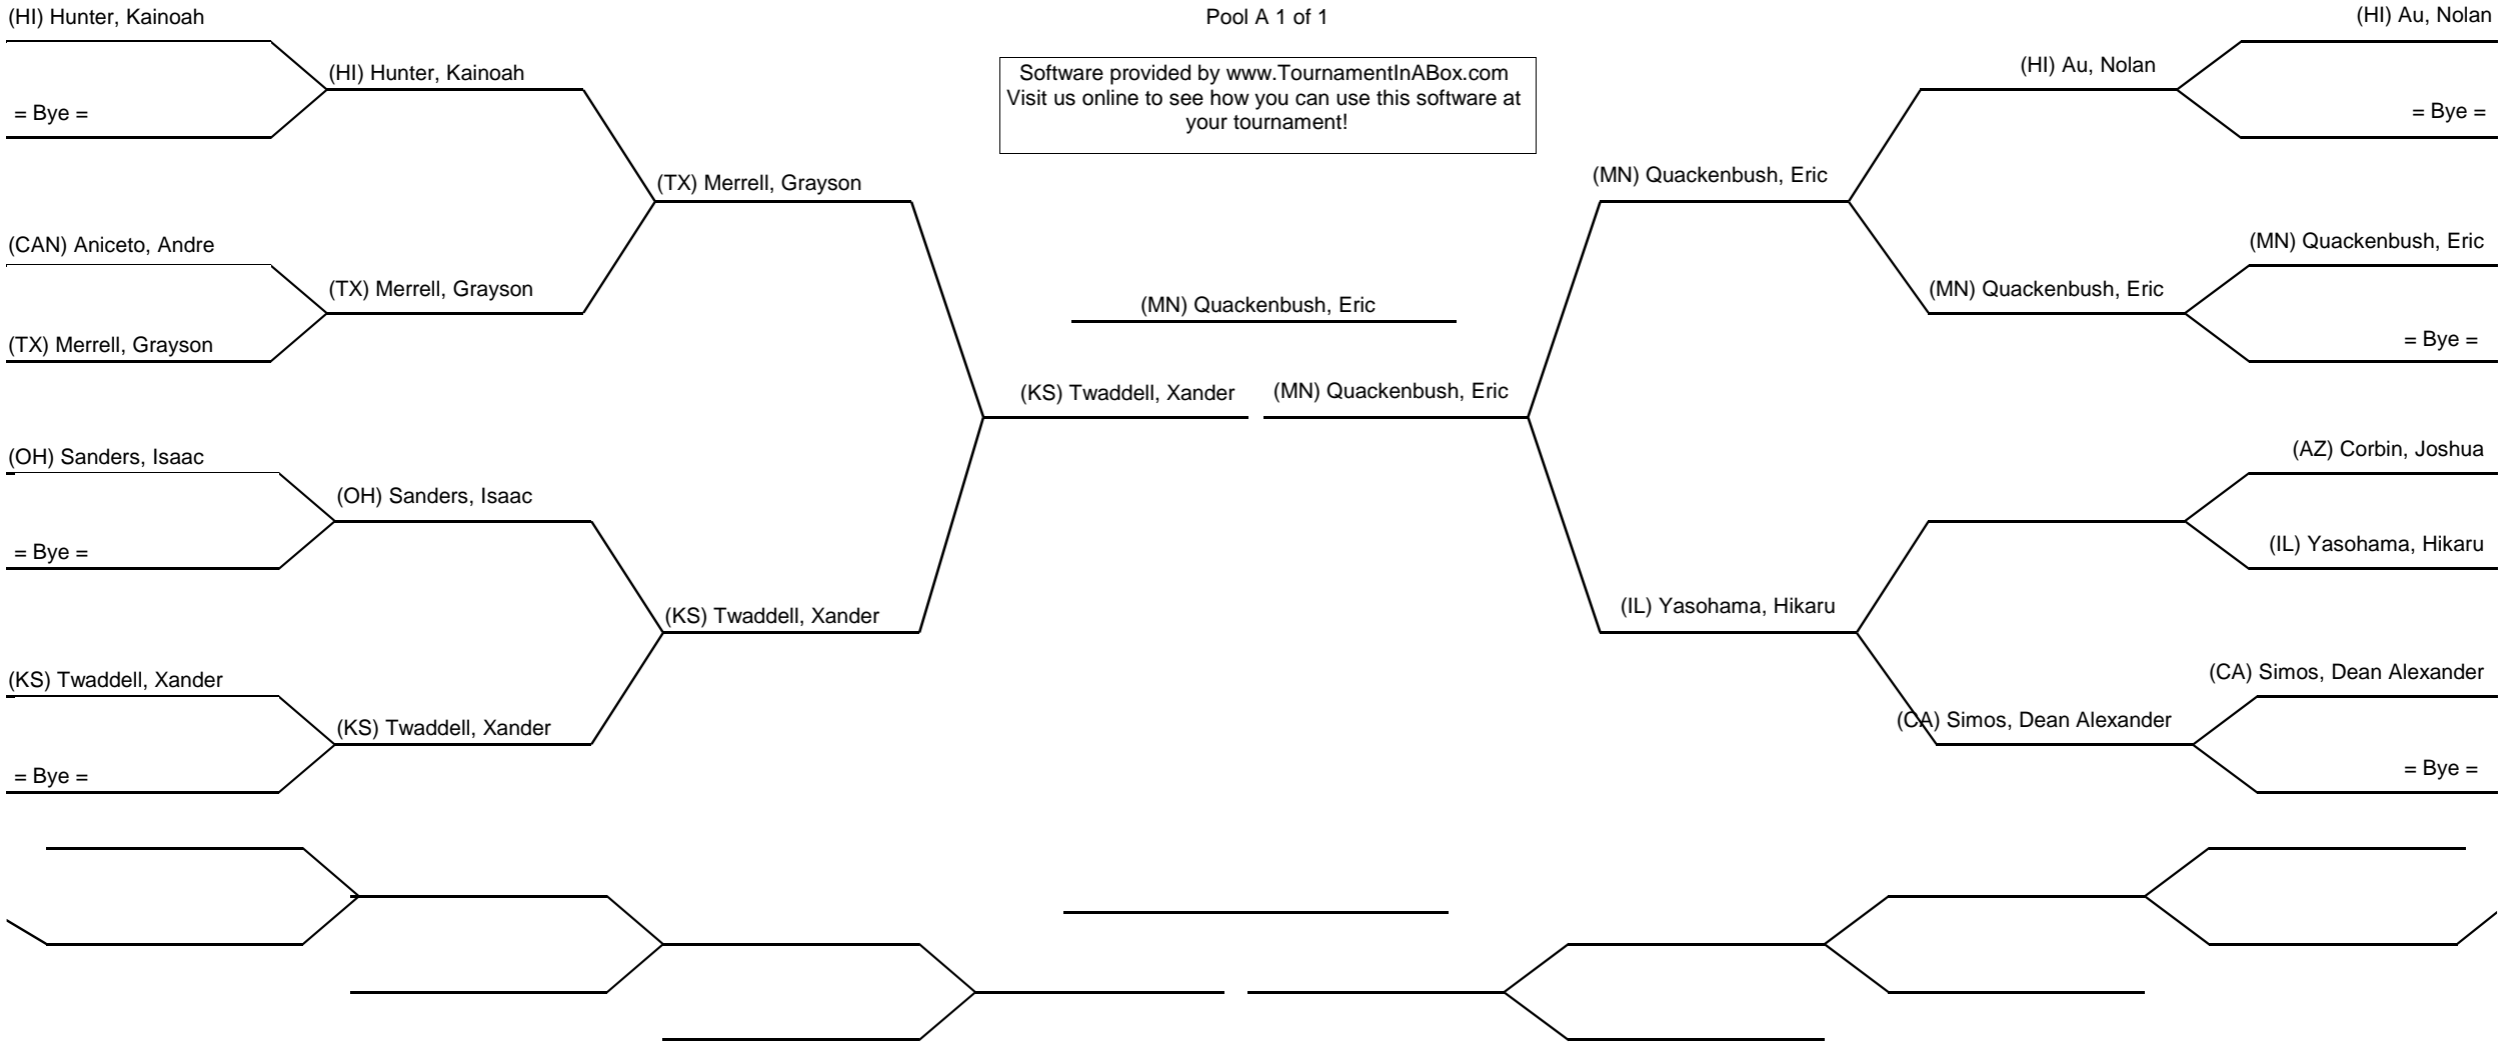 (HI) Hunter, Kainoah
Pool A 1 of 1
(HI) Au, Nolan
(HI) Hunter, Kainoah
Software provided by www.TournamentInABox.com
Visit us online to see how you can use this software at
your tournament!
(HI) Au, Nolan
= Bye =
= Bye =
(TX) Merrell, Grayson
(MN) Quackenbush, Eric
(CAN) Aniceto, Andre
(MN) Quackenbush, Eric
(TX) Merrell, Grayson
(MN) Quackenbush, Eric
(MN) Quackenbush, Eric
(TX) Merrell, Grayson
= Bye =
(KS) Twaddell, Xander
(MN) Quackenbush, Eric
(OH) Sanders, Isaac
(AZ) Corbin, Joshua
(OH) Sanders, Isaac
= Bye =
(IL) Yasohama, Hikaru
(KS) Twaddell, Xander
(IL) Yasohama, Hikaru
(KS) Twaddell, Xander
(CA) Simos, Dean Alexander
(KS) Twaddell, Xander
(CA) Simos, Dean Alexander
= Bye =
= Bye =